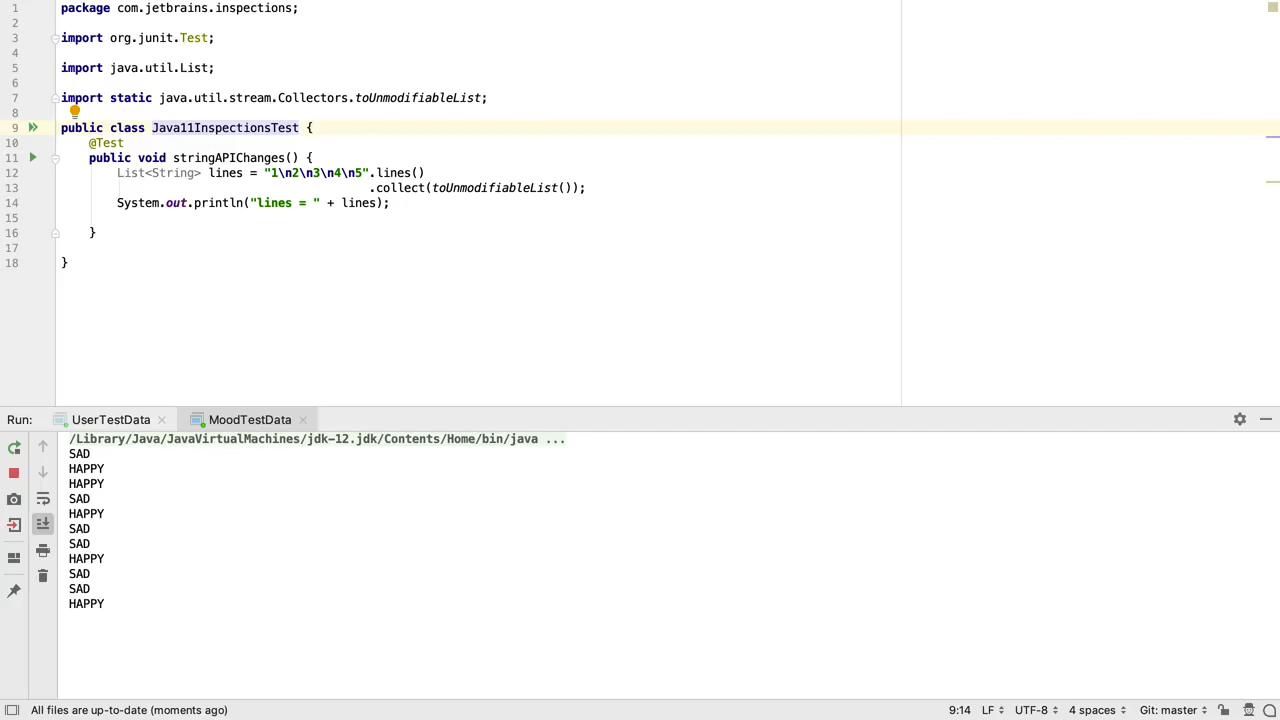 1 package com.jetbrains.inspections;
2
3 import org.junit.Test;
4
5 import java.util.List;
6
7 import static java.util.stream.Collectors.toUnmodifiableList;
8
9 public class Java11InspectionsTest {
10 @Test
11 public void stringAPIChanges() {
12 List<String> lines = "1\n2\n3\n4\n5".lines()
13 .collect(toUnmodifiableList());
14 System.out.println("lines = " + lines);
15
16 }
17
18 }
Run: UserTestData MoodTestData
/Library/Java/JavaVirtualMachines/jdk-12.jdk/Contents/Home/bin/java ...
SAD
HAPPY
HAPPY
SAD
HAPPY
SAD
SAD
HAPPY
SAD
SAD
HAPPY
All files are up-to-date (moments ago) 9:14 LF UTF-8 4 spaces Git: master